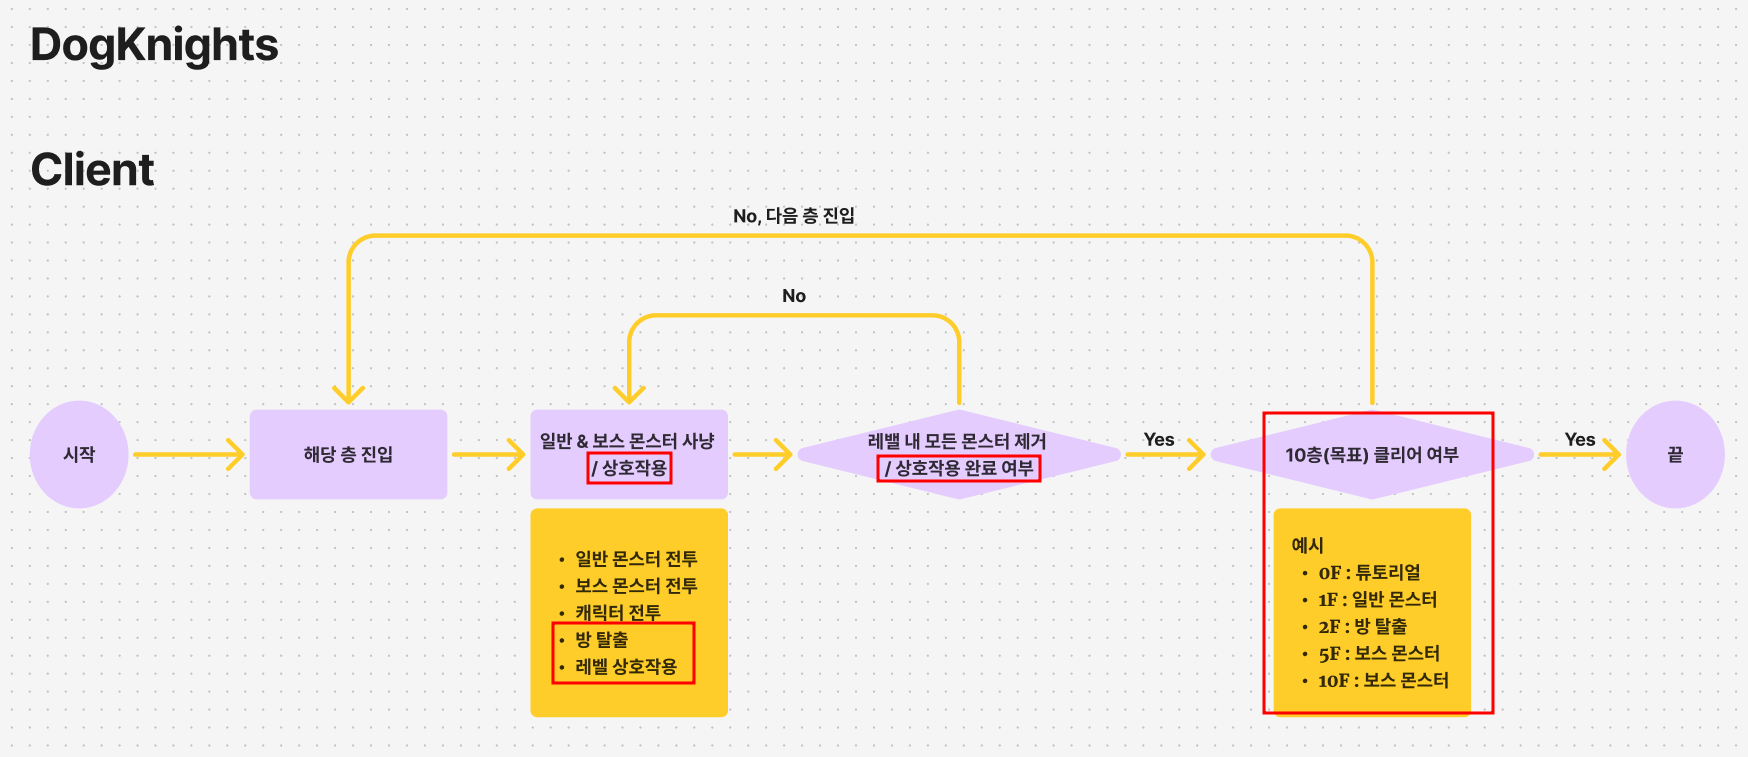 DogKnights
Client
No, 다음 층 진입
No
시작
해당 층 진입
일반 & 보스 몬스터 사냥
/ 상호작용
레밸 내 모든 몬스터 제거
/ 상호작용 완료 여부
Yes
10층(목표) 클리어 여부
Yes
끝
• 일반 몬스터 전투
• 보스 몬스터 전투
• 캐릭터 전투
• 방 탈출
• 레벨 상호작용
예시
• 0F : 튜토리얼
• 1F : 일반 몬스터
• 2F : 방 탈출
• 5F : 보스 몬스터
• 10F : 보스 몬스터